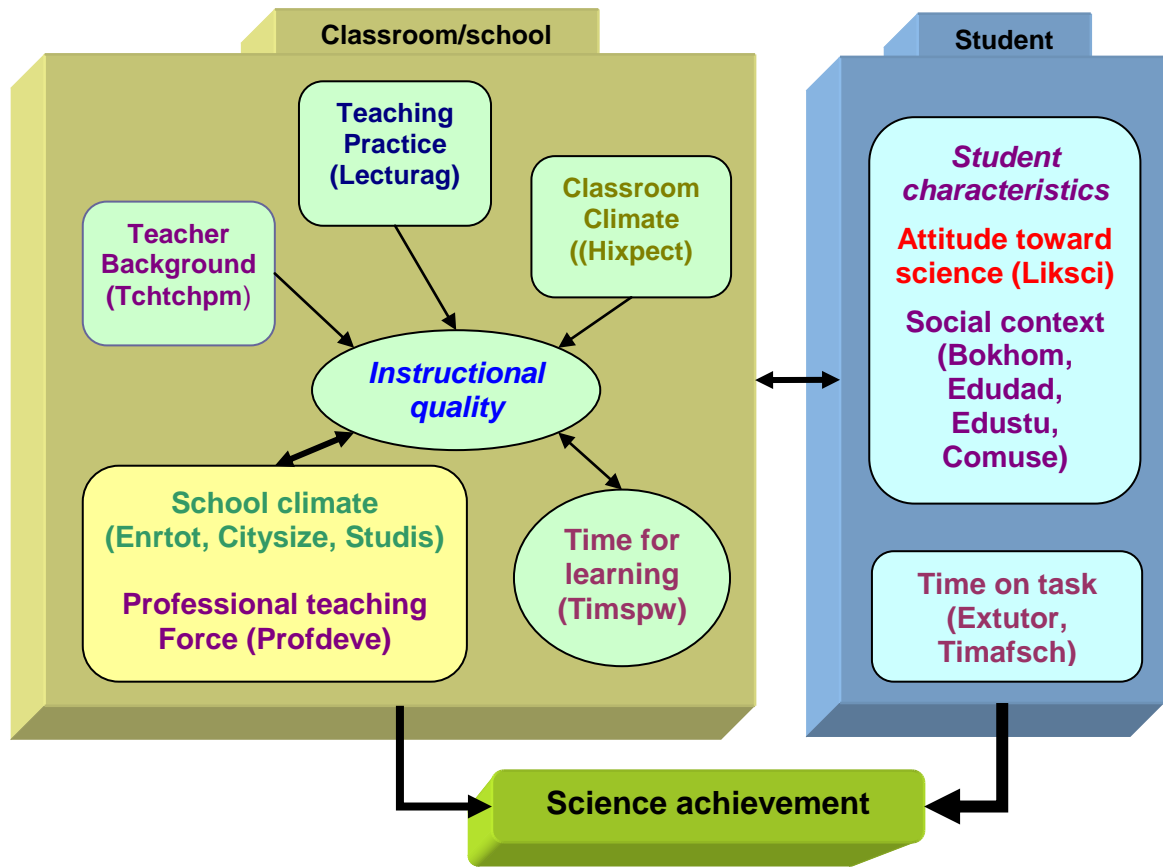 Classroom/school
Teaching
Practice
(Lecturag)
Classroom
Climate
((Hixpect)
Teacher
Background
(Tchtchpm)
Instructional
quality
School climate
(Enrtot, Citysize, Studis)
Professional teaching
Force (Profdeve)
Time for
learning
(Timspw)
Student
Student
characteristics
Attitude toward
science (Liksci)
Social context
(Bokhom,
Edudad,
Edustu,
Comuse)
Time on task
(Extutor,
Timafsch)
Science achievement